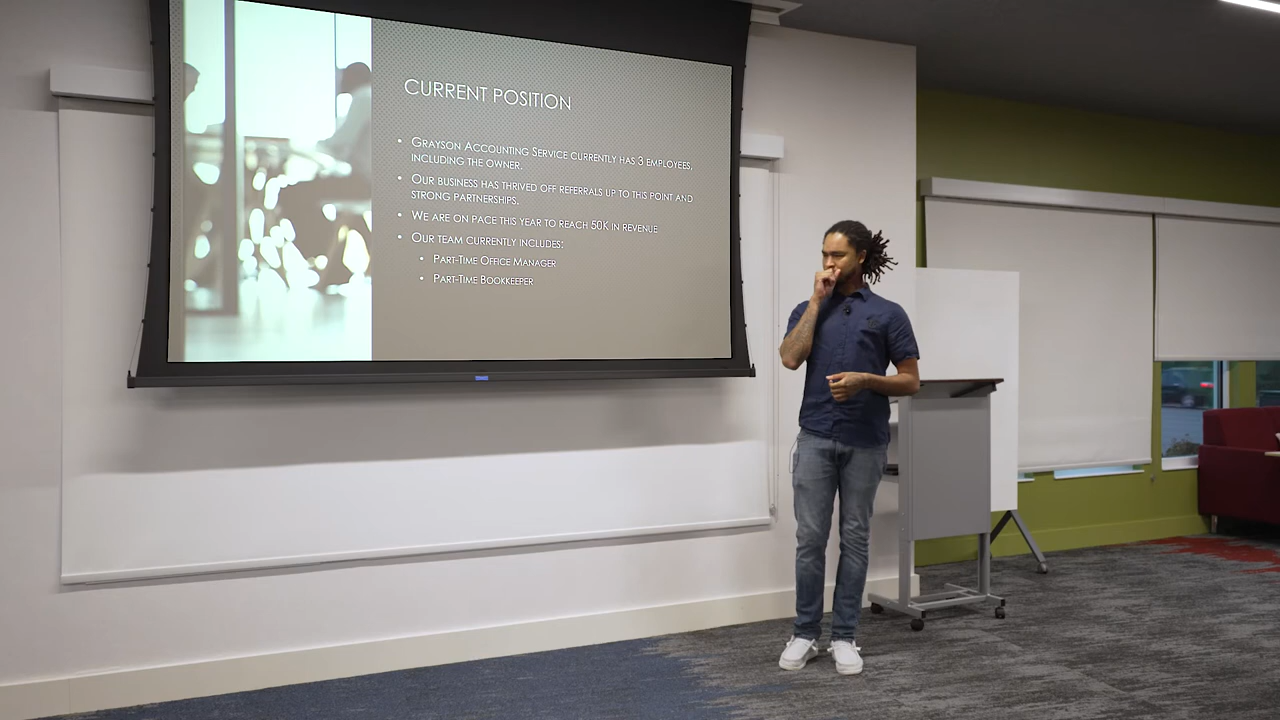 CURRENT POSITION
• GRAYSON ACCOUNTING SERVICE CURRENTLY HAS 3 EMPLOYEES,
INCLUDING THE OWNER.
• OUR BUSINESS HAS THRIVED OFF REFERRALS UP TO THIS POINT AND
STRONG PARTNERSHIPS.
• WE ARE ON PACE THIS YEAR TO REACH 50K IN REVENUE
• OUR TEAM CURRENTLY INCLUDES:
• PART-TIME OFFICE MANAGER
• PART-TIME BOOKKEEPER